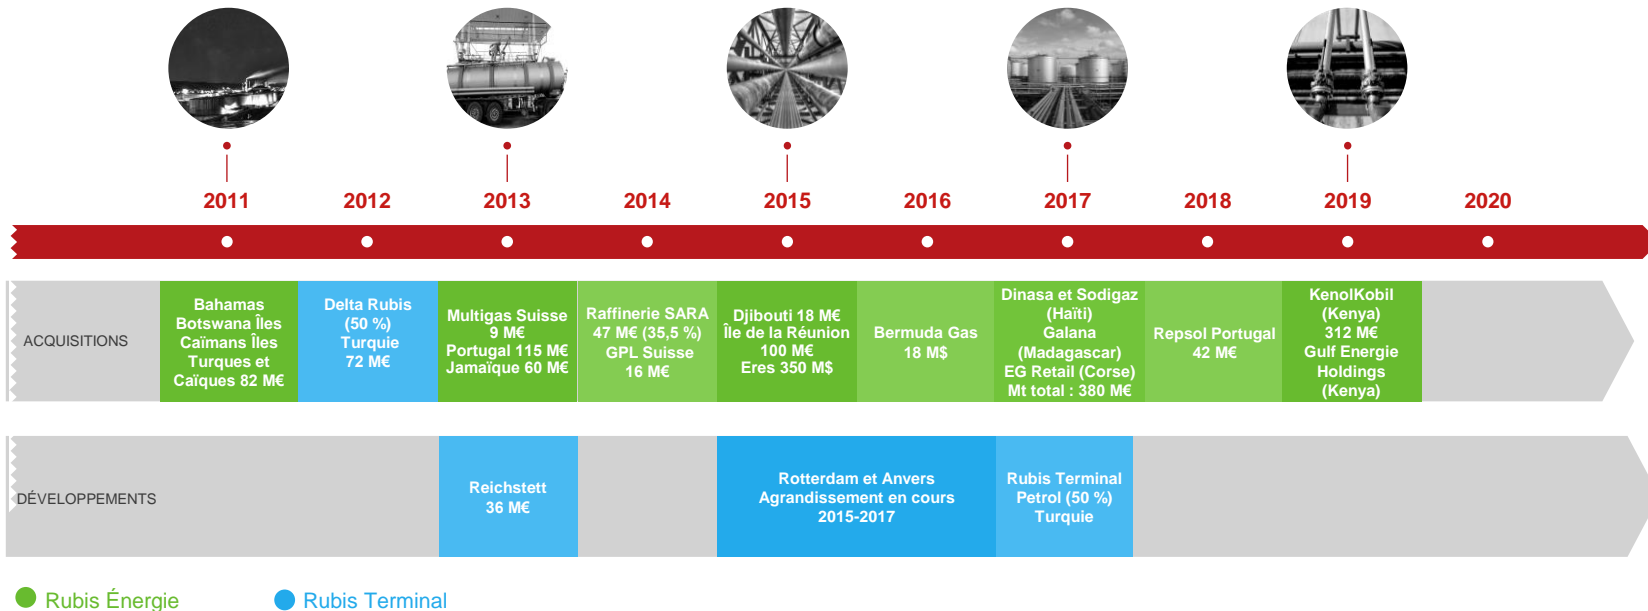 2011
2012
2013
2014
2015
2016
2017
2018
2019
2020
ACQUISITIONS
Bahamas
Botswana Îles
Caïmans Îles
Turques et
Caïques 82 M€
Delta Rubis
(50 %)
Turquie
72 M€
Multigas Suisse
9 M€
Portugal 115 M€
Jamaïque 60 M€
Raffinerie SARA
47 M€ (35,5 %)
GPL Suisse
16 M€
Djibouti 18 M€
Île de la Réunion
100 M€
Eres 350 M$
Bermuda Gas
18 M$
Dinasa et Sodigaz
(Haïti)
Galana
(Madagascar)
EG Retail (Corse)
Mt total : 380 M€
Repsol Portugal
42 M€
KenolKobil
(Kenya)
312 M€
Gulf Energie
Holdings
(Kenya)
DÉVELOPPEMENTS
Reichstett
36 M€
Rotterdam et Anvers
Agrandissement en cours
2015-2017
Rubis Terminal
Petrol (50 %)
Turquie
Rubis Énergie
Rubis Terminal